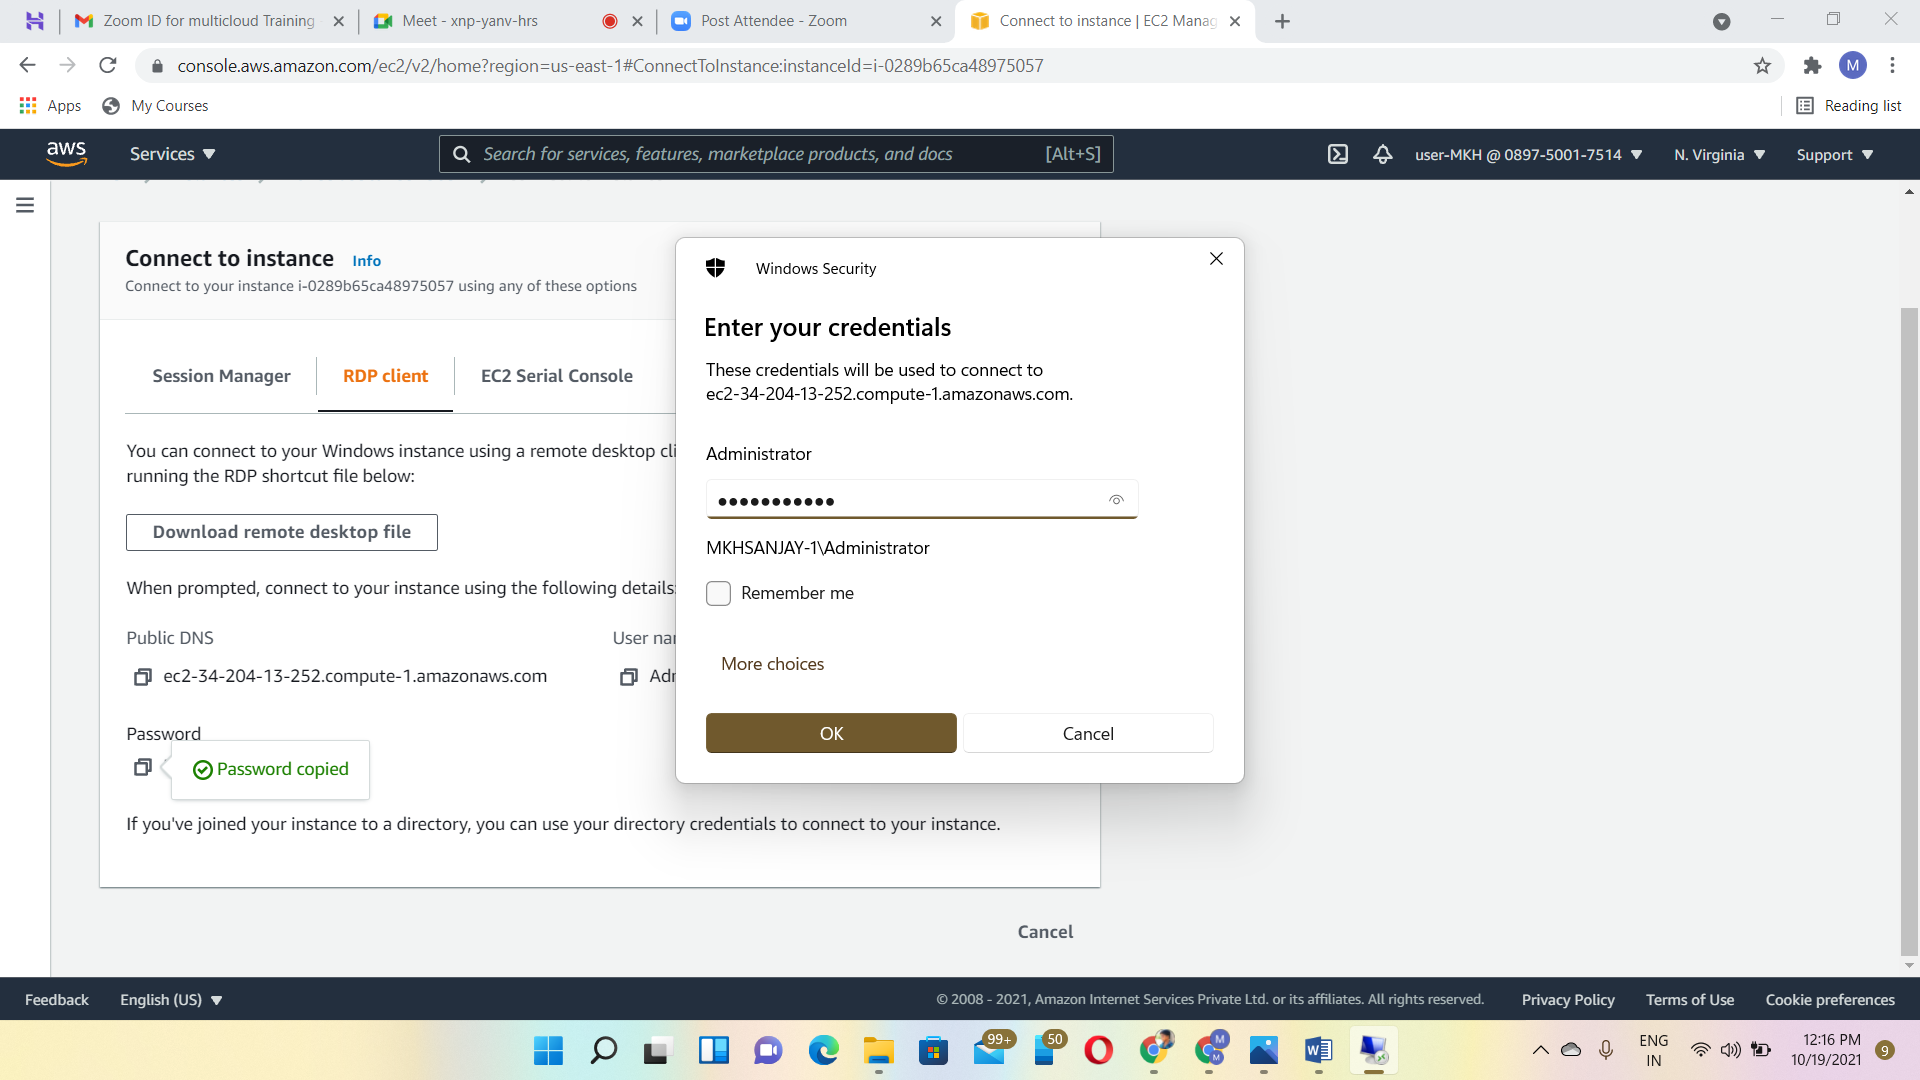 Zoom ID for multicloud Training
Meet - xnp-yanv-hrs
Post Attendee - Zoom
Connect to instance | EC2 Manag
console.aws.amazon.com/ec2/v2/home?region=us-east-1#ConnectToInstance:instanceId=i-0289b65ca48975057
M
Apps
My Courses
Reading list
aws
Services
Search for services, features, marketplace products, and docs
[Alt+S]
user-MKH @ 0897-5001-7514
N. Virginia
Support
Connect to instance Info
Connect to your instance i-0289b65ca48975057 using any of these options
Session Manager
RDP client
EC2 Serial Console
You can connect to your Windows instance using a remote desktop cli
running the RDP shortcut file below:
Download remote desktop file
When prompted, connect to your instance using the following details:
Public DNS
User nar
ec2-34-204-13-252.compute-1.amazonaws.com
Adr
Password
Password copied
If you've joined your instance to a directory, you can use your directory credentials to connect to your instance.
Cancel
Windows Security
Enter your credentials
These credentials will be used to connect to
ec2-34-204-13-252.compute-1.amazonaws.com.
Administrator
MKHSANJAY-1\Administrator
Remember me
More choices
OK
Cancel
Feedback
English (US)
© 2008 - 2021, Amazon Internet Services Private Ltd. or its affiliates. All rights reserved.
Privacy Policy
Terms of Use
Cookie preferences
99+
50
M
M
ENG
IN
12:16 PM
10/19/2021
9